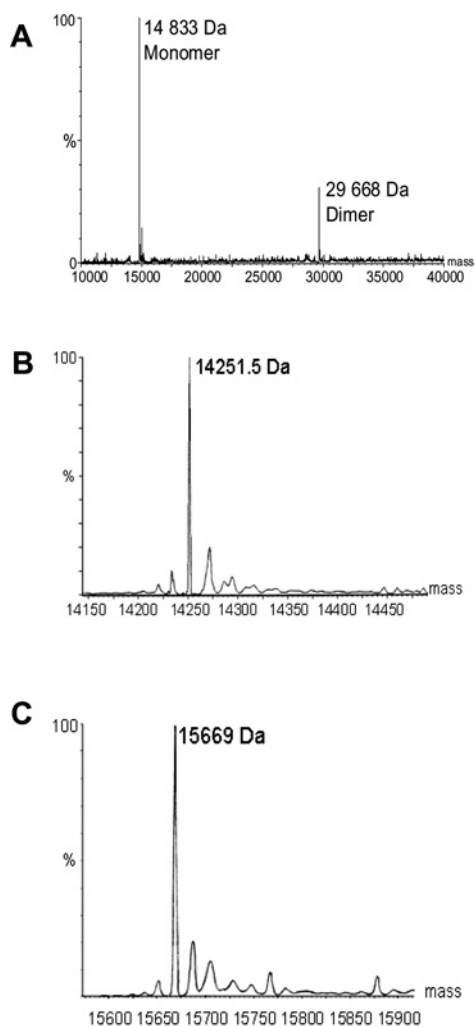 A
100
14 833 Da
Monomer
%
29 668 Da
Dimer
0
10000 15000 20000 25000 30000 35000 40000 mass
B
100
14251.5 Da
%
mass
14150 14200 14250 14300 14350 14400 14450
C
100
15669 Da
%
mass
15600 15650 15700 15750 15800 15850 15900